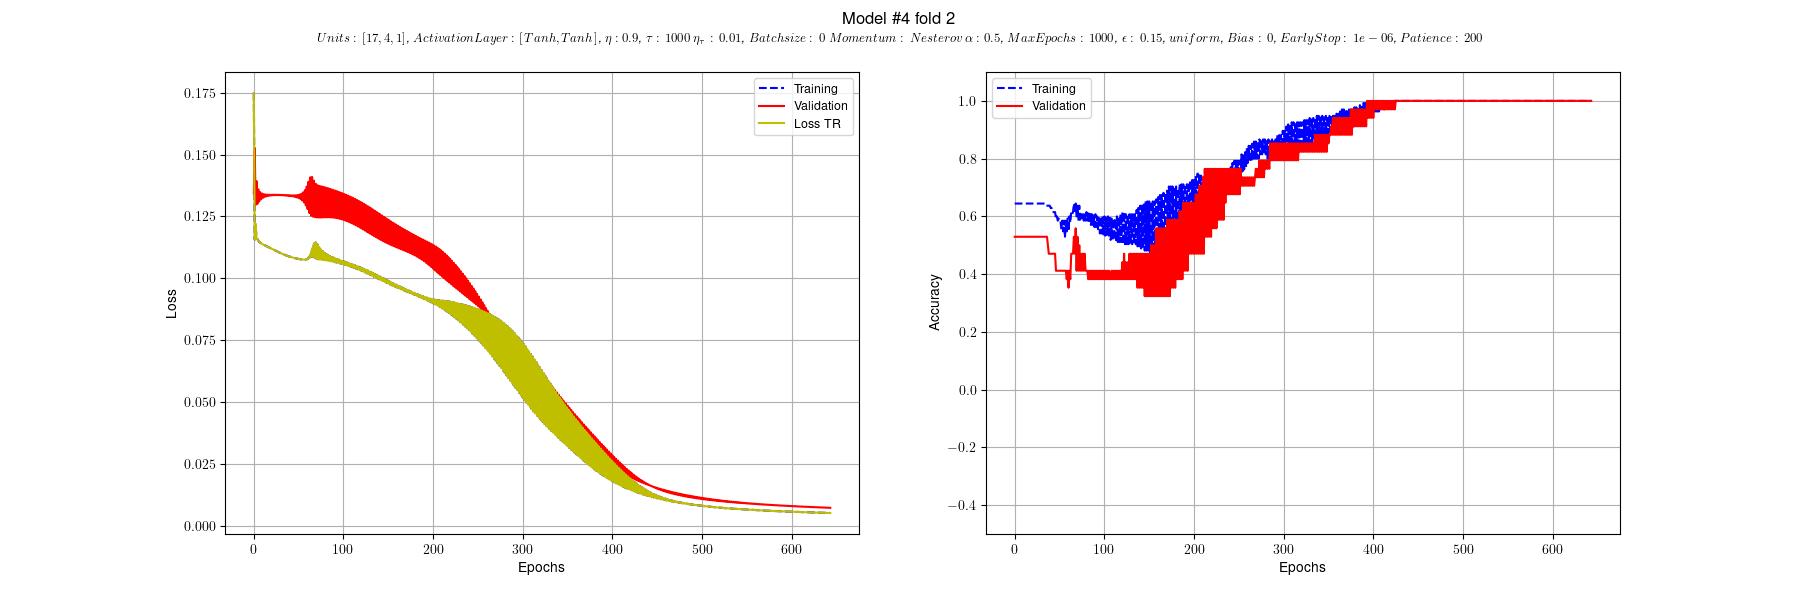 Model #4 fold 2
Units : [17, 4, 1], ActivationLayer : [Tanh, Tanh], η : 0.9, τ : 1000 ητ : 0.01, Batchsize : 0 Momentum : Nesterov α : 0.5, MaxEpochs : 1000, ϵ : 0.15, uniform, Bias : 0, EarlyStop : 1e − 06, Patience : 200
Training
Validation
Loss TR
0.175
0.150
0.125
0.100
0.075
0.050
0.025
0.000
Loss
0 100 200 300 400 500 600
Epochs
Training
Validation
1.0
0.8
0.6
0.4
0.2
0.0
−0.2
−0.4
Accuracy
0 100 200 300 400 500 600
Epochs